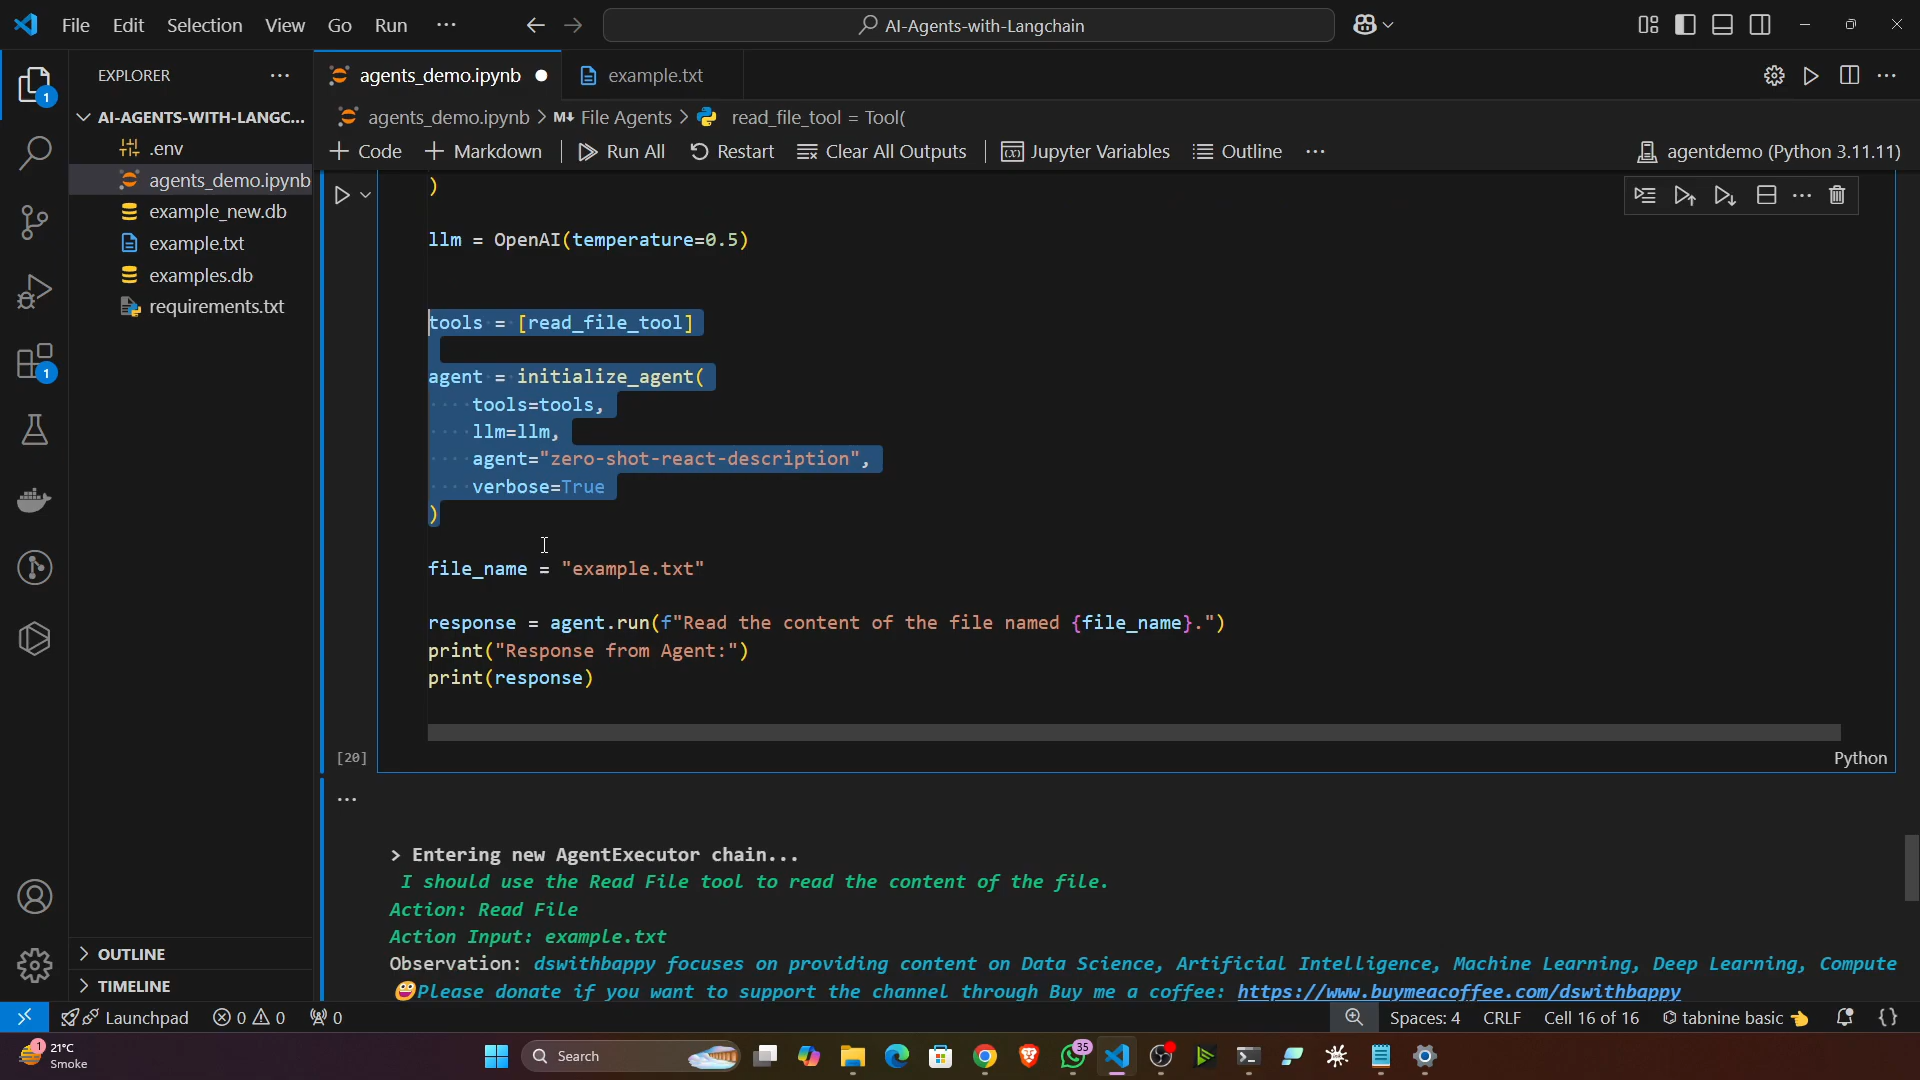 File Edit Selection View Go Run ···
AI-Agents-with-Langchain
EXPLORER ···
agents_demo.ipynb
example.txt
AI-AGENTS-WITH-LANGC...
.env
agents_demo.ipynb
example_new.db
example.txt
examples.db
requirements.txt
1
1
agents_demo.ipynb > M↓ File Agents > read_file_tool = Tool(
Code
Markdown
Run All
Restart
Clear All Outputs
Jupyter Variables
Outline
···
agentdemo (Python 3.11.11)
)
llm = OpenAI(temperature=0.5)
tools = [read_file_tool]
agent = initialize_agent(
tools=tools,
llm=llm,
agent="zero-shot-react-description",
verbose=True
)
file_name = "example.txt"
response = agent.run(f"Read the content of the file named {file_name}.")
print("Response from Agent:")
print(response)
[20]
Python
···
> Entering new AgentExecutor chain...
I should use the Read File tool to read the content of the file.
Action: Read File
Action Input: example.txt
Observation: dswithbappy focuses on providing content on Data Science, Artificial Intelligence, Machine Learning, Deep Learning, Compute
😀Please donate if you want to support the channel through Buy me a coffee: https://www.buymeacoffee.com/dswithbappy
OUTLINE
TIMELINE
Launchpad
0
0
0
Spaces: 4
CRLF
Cell 16 of 16
tabnine basic 👈
{}
1
21°C
Smoke
Search
35